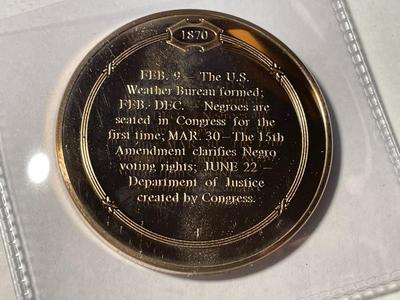 1870
FEB. 9 — The U.S.
Weather Bureau formed;
FEB.- DEC. — Negroes are
seated in Congress for the
first time; MAR. 30—The 15th
Amendment clarifies Negro
voting rights; JUNE 22 —
Department of Justice
created by Congress.